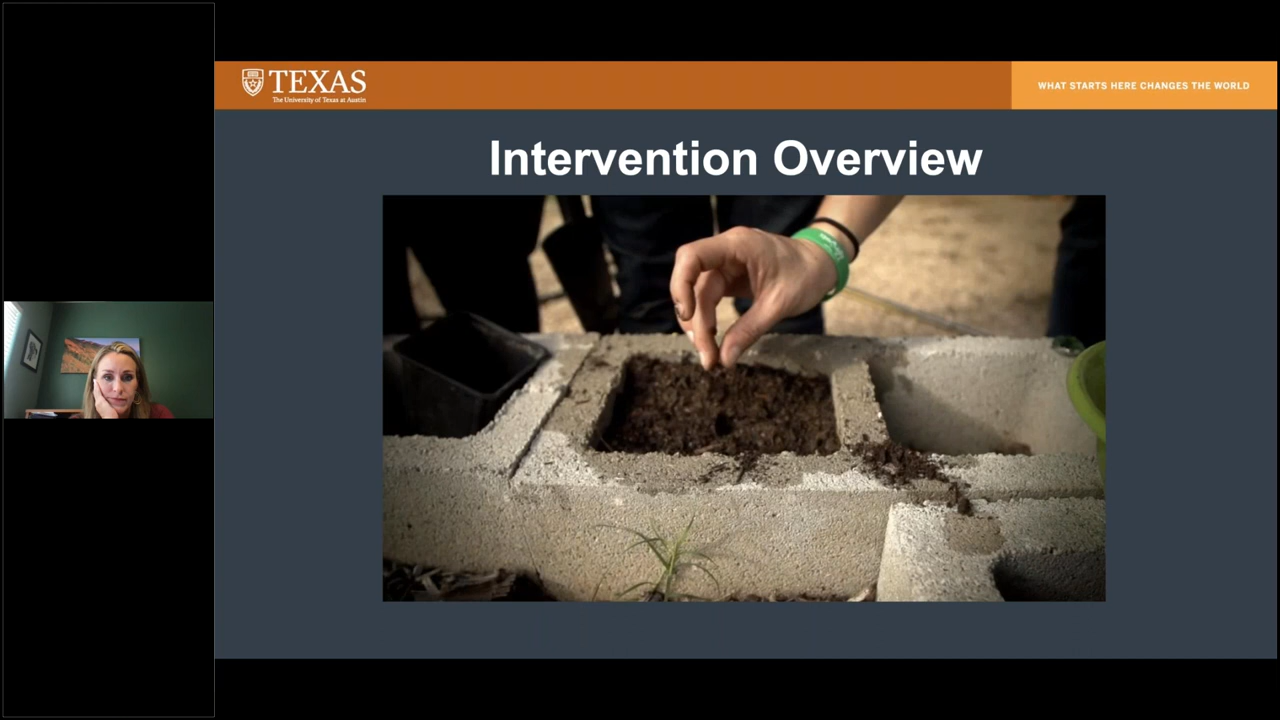 TEXAS
The University of Texas at Austin
WHAT STARTS HERE CHANGES THE WORLD
Intervention Overview